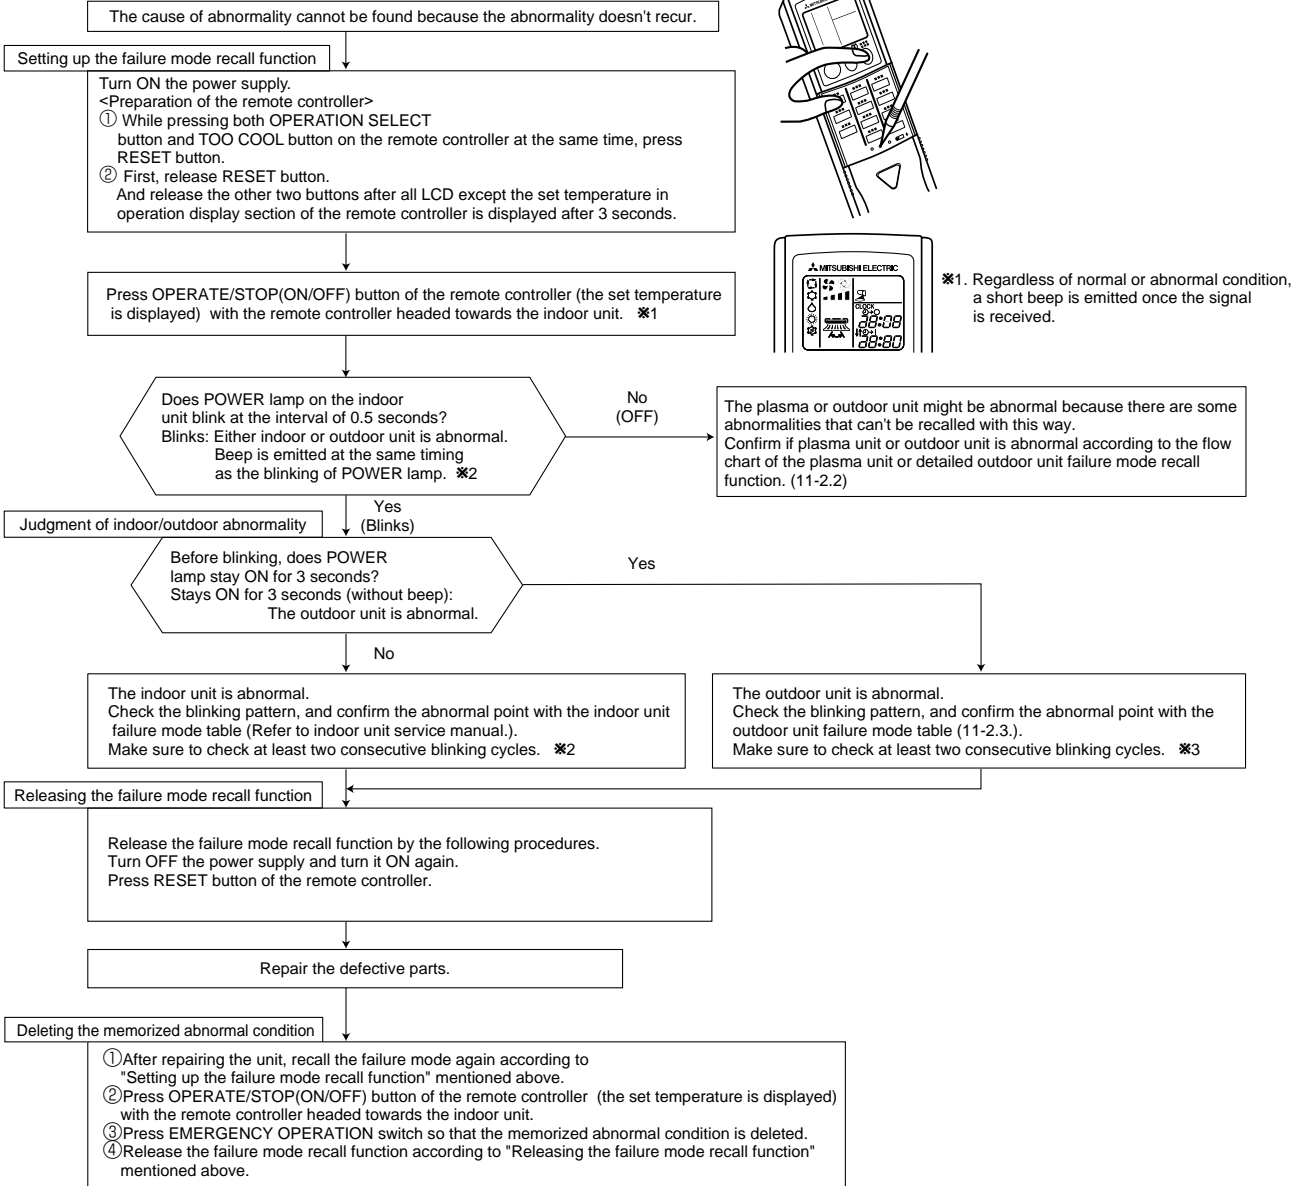 The cause of abnormality cannot be found because the abnormality doesn't recur.
Setting up the failure mode recall function
Turn ON the power supply.
<Preparation of the remote controller>
① While pressing both OPERATION SELECT
button and TOO COOL button on the remote controller at the same time, press
RESET button.
② First, release RESET button.
And release the other two buttons after all LCD except the set temperature in
operation display section of the remote controller is displayed after 3 seconds.
MITSUBISHI ELECTRIC
CLOCK
38:08
38:80
※1. Regardless of normal or abnormal condition,
a short beep is emitted once the signal
is received.
Press OPERATE/STOP(ON/OFF) button of the remote controller (the set temperature
is displayed) with the remote controller headed towards the indoor unit. ※1
Does POWER lamp on the indoor
unit blink at the interval of 0.5 seconds?
Blinks: Either indoor or outdoor unit is abnormal.
Beep is emitted at the same timing
as the blinking of POWER lamp. ※2
No
(OFF)
The plasma or outdoor unit might be abnormal because there are some
abnormalities that can't be recalled with this way.
Confirm if plasma unit or outdoor unit is abnormal according to the flow
chart of the plasma unit or detailed outdoor unit failure mode recall
function. (11-2.2)
Yes
(Blinks)
Judgment of indoor/outdoor abnormality
Before blinking, does POWER
lamp stay ON for 3 seconds?
Stays ON for 3 seconds (without beep):
The outdoor unit is abnormal.
Yes
No
The indoor unit is abnormal.
Check the blinking pattern, and confirm the abnormal point with the indoor unit
failure mode table (Refer to indoor unit service manual.).
Make sure to check at least two consecutive blinking cycles. ※2
The outdoor unit is abnormal.
Check the blinking pattern, and confirm the abnormal point with the
outdoor unit failure mode table (11-2.3.).
Make sure to check at least two consecutive blinking cycles. ※3
Releasing the failure mode recall function
Release the failure mode recall function by the following procedures.
Turn OFF the power supply and turn it ON again.
Press RESET button of the remote controller.
Repair the defective parts.
Deleting the memorized abnormal condition
①After repairing the unit, recall the failure mode again according to
"Setting up the failure mode recall function" mentioned above.
②Press OPERATE/STOP(ON/OFF) button of the remote controller (the set temperature is displayed)
with the remote controller headed towards the indoor unit.
③Press EMERGENCY OPERATION switch so that the memorized abnormal condition is deleted.
④Release the failure mode recall function according to "Releasing the failure mode recall function"
mentioned above.